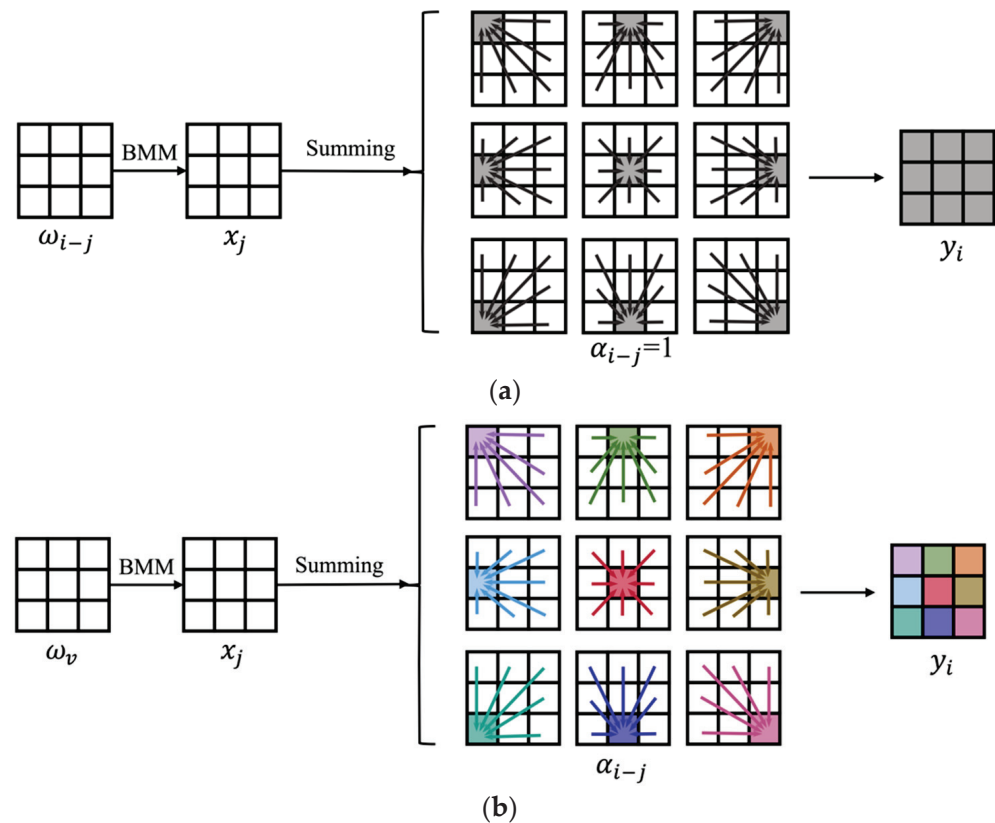 BMM
Summing
ω_{i−j}
x_j
y_i
α_{i−j}=1
(a)
BMM
Summing
ω_v
x_j
y_i
α_{i−j}
(b)